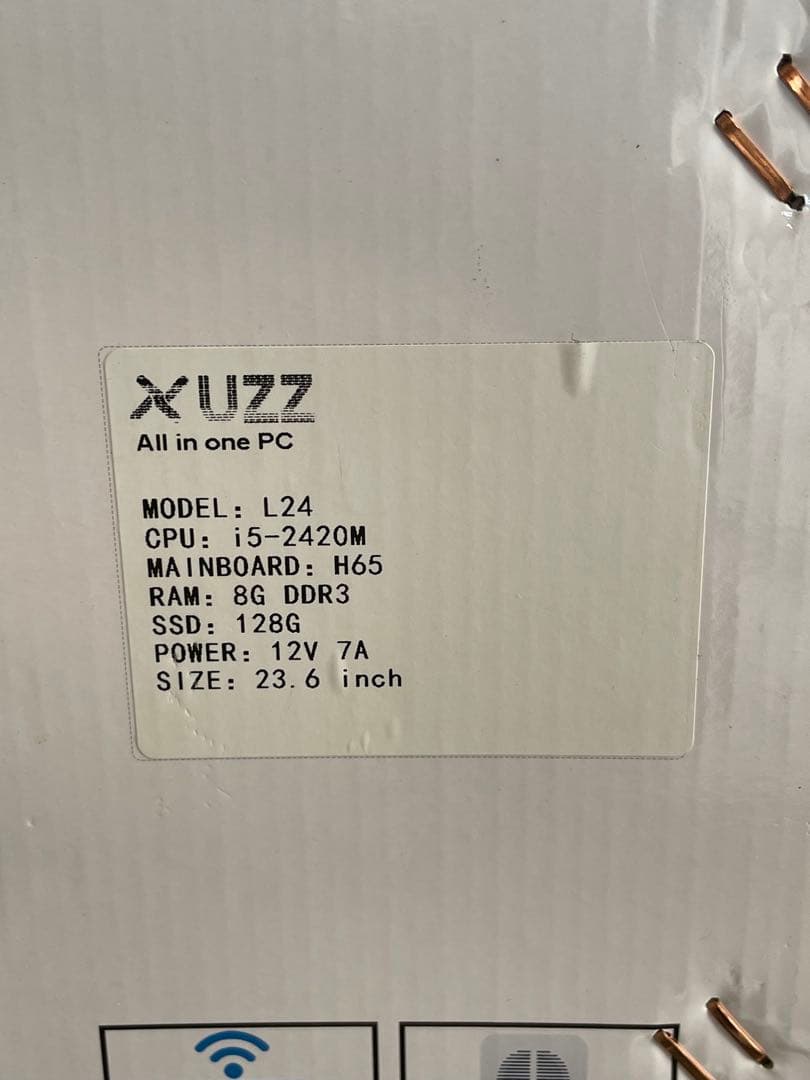 XUZZ
All in one PC
MODEL: L24
CPU: i5-2420M
MAINBOARD: H65
RAM: 8G DDR3
SSD: 128G
POWER: 12V 7A
SIZE: 23.6 inch